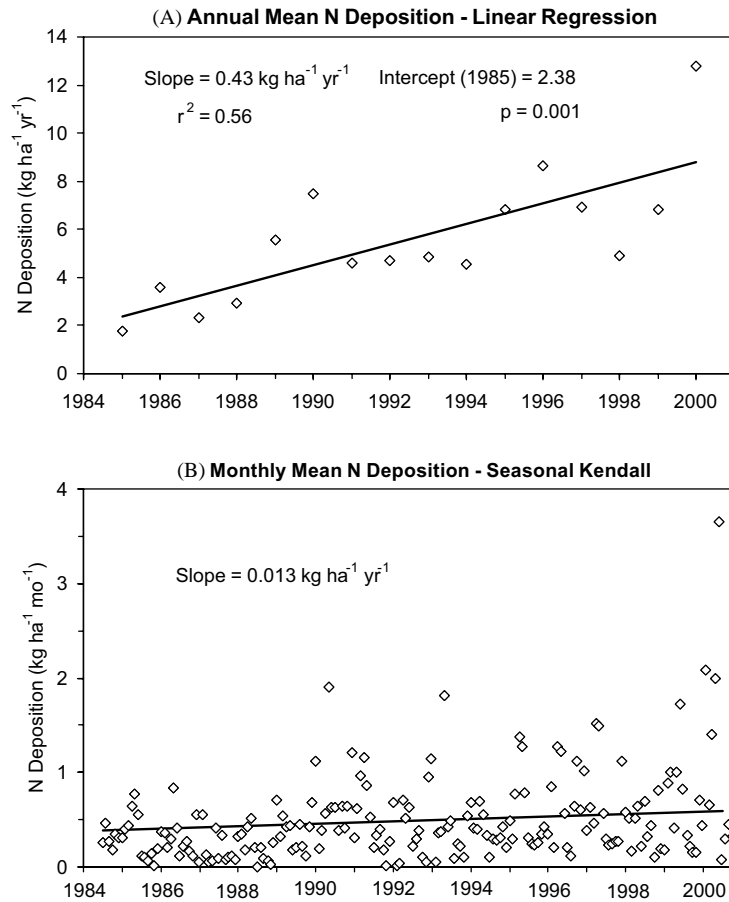 (A) Annual Mean N Deposition - Linear Regression
14
12
10
8
6
4
2
0
N Deposition (kg ha⁻¹ yr⁻¹)
Slope = 0.43 kg ha⁻¹ yr⁻¹
Intercept (1985) = 2.38
r² = 0.56
p = 0.001
1984 1986 1988 1990 1992 1994 1996 1998 2000
(B) Monthly Mean N Deposition - Seasonal Kendall
4
3
2
1
0
N Deposition (kg ha⁻¹ mo⁻¹)
Slope = 0.013 kg ha⁻¹ yr⁻¹
1984 1986 1988 1990 1992 1994 1996 1998 2000